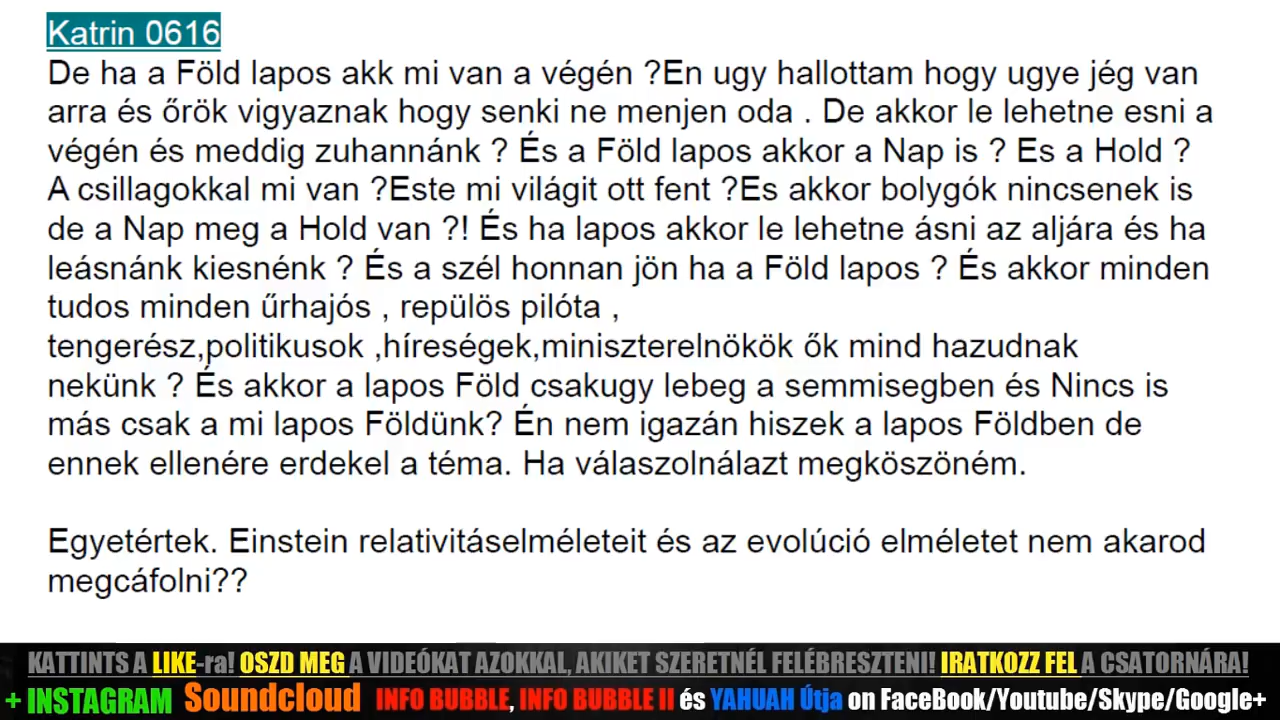 Katrin 0616
De ha a Föld lapos akk mi van a végén ?En ugy hallottam hogy ugye jég van
arra és őrök vigyaznak hogy senki ne menjen oda . De akkor le lehetne esni a
végén és meddig zuhannánk ? És a Föld lapos akkor a Nap is ? Es a Hold ?
A csillagokkal mi van ?Este mi világit ott fent ?Es akkor bolygók nincsenek is
de a Nap meg a Hold van ?! És ha lapos akkor le lehetne ásni az aljára és ha
leásnánk kiesnénk ? És a szél honnan jön ha a Föld lapos ? És akkor minden
tudos minden űrhajós , repülös pilóta ,
tengerész,politikusok ,híreségek,miniszterelnökök ők mind hazudnak
nekünk ? És akkor a lapos Föld csakugy lebeg a semmisegben és Nincs is
más csak a mi lapos Földünk? Én nem igazán hiszek a lapos Földben de
ennek ellenére erdekel a téma. Ha válaszolnálazt megköszöném.
Egyetértek. Einstein relativitáselméleteit és az evolúció elméletet nem akarod
megcáfolni??
KATTINTS A LIKE-ra! OSZD MEG A VIDEÓKAT AZOKKAL, AKIKET SZERETNÉL FELÉBRESZTENI! IRATKOZZ FEL A CSATORNÁRA!
+ INSTAGRAM Soundcloud INFO BUBBLE, INFO BUBBLE II és YAHUAH Útja on FaceBook/Youtube/Skype/Google+